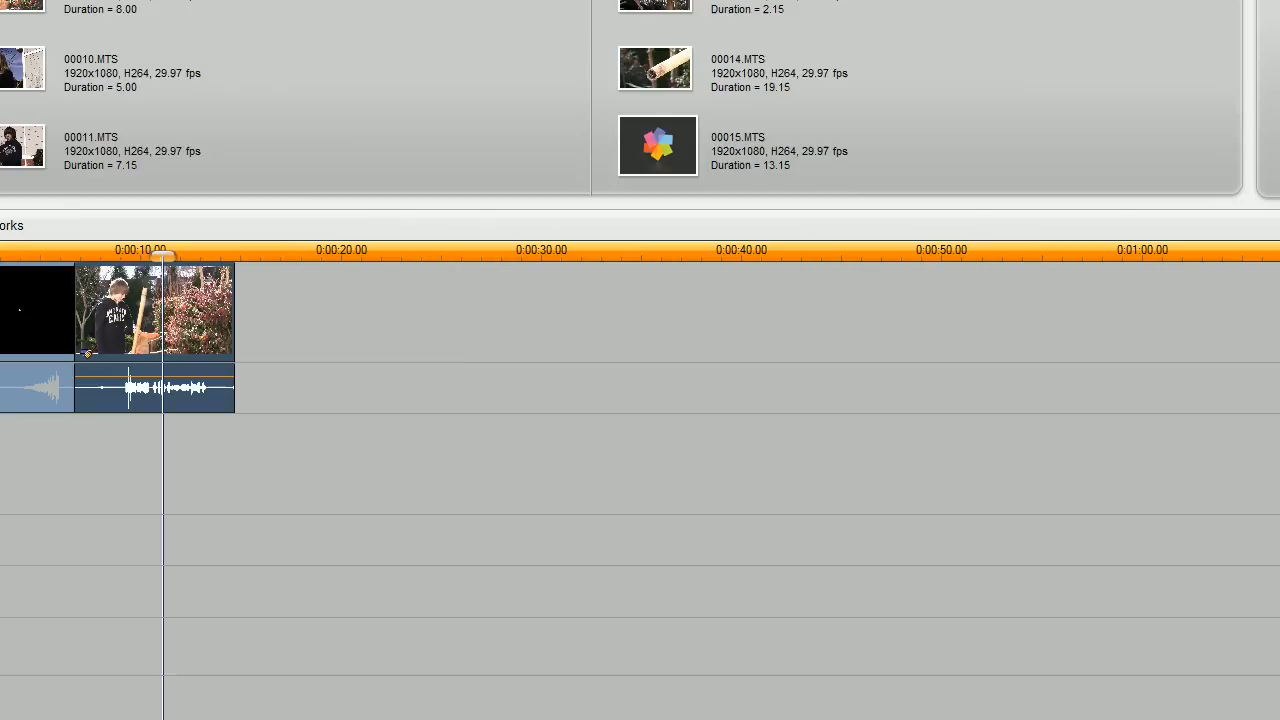 Duration = 8.00
Duration = 2.15
00010.MTS
1920x1080, H264, 29.97 fps
Duration = 5.00
00014.MTS
1920x1080, H264, 29.97 fps
Duration = 19.15
00011.MTS
1920x1080, H264, 29.97 fps
Duration = 7.15
00015.MTS
1920x1080, H264, 29.97 fps
Duration = 13.15
orks
0:00:10.00 0:00:20.00 0:00:30.00 0:00:40.00 0:00:50.00 0:01:00.00